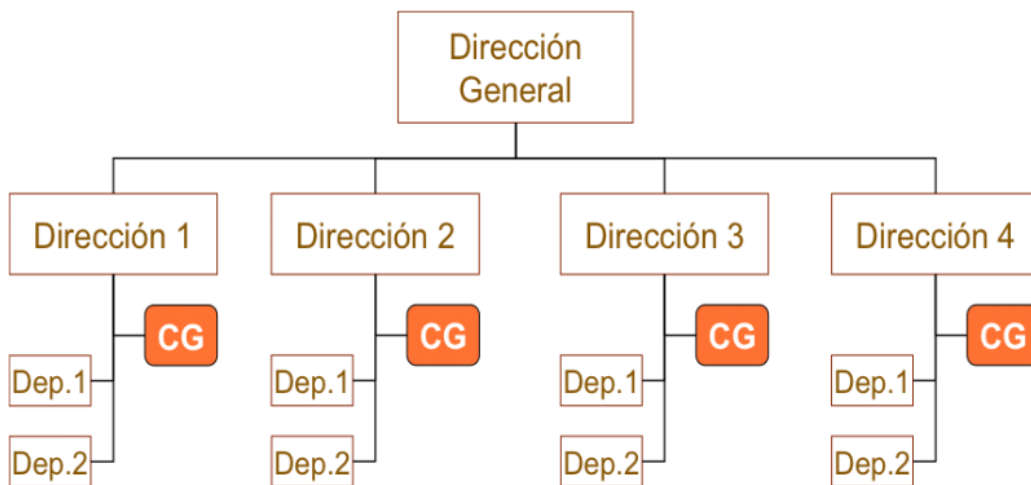 Dirección
General
Dirección 1
Dirección 2
Dirección 3
Dirección 4
CG
CG
CG
CG
Dep.1
Dep.1
Dep.1
Dep.1
Dep.2
Dep.2
Dep.2
Dep.2